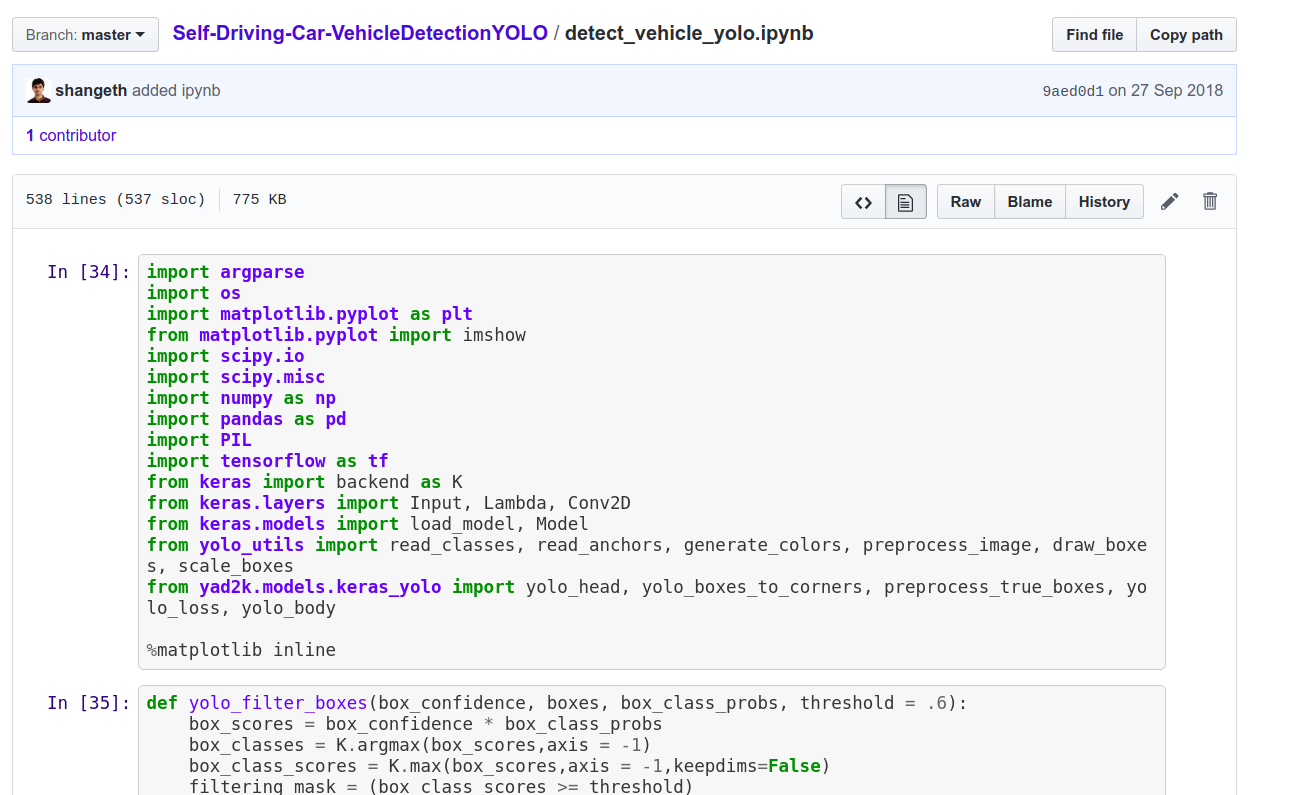 Branch: master
Self-Driving-Car-VehicleDetectionYOLO / detect_vehicle_yolo.ipynb
Find file
Copy path
shangeth added ipynb
9aed0d1 on 27 Sep 2018
1 contributor
538 lines (537 sloc)
775 KB
Raw
Blame
History
In [34]:
import argparse
import os
import matplotlib.pyplot as plt
from matplotlib.pyplot import imshow
import scipy.io
import scipy.misc
import numpy as np
import pandas as pd
import PIL
import tensorflow as tf
from keras import backend as K
from keras.layers import Input, Lambda, Conv2D
from keras.models import load_model, Model
from yolo_utils import read_classes, read_anchors, generate_colors, preprocess_image, draw_boxe
s, scale_boxes
from yad2k.models.keras_yolo import yolo_head, yolo_boxes_to_corners, preprocess_true_boxes, yo
lo_loss, yolo_body
%matplotlib inline
In [35]:
def yolo_filter_boxes(box_confidence, boxes, box_class_probs, threshold = .6):
    box_scores = box_confidence * box_class_probs
    box_classes = K.argmax(box_scores,axis = -1)
    box_class_scores = K.max(box_scores,axis = -1,keepdims=False)
    filtering_mask = (box_class_scores >= threshold)